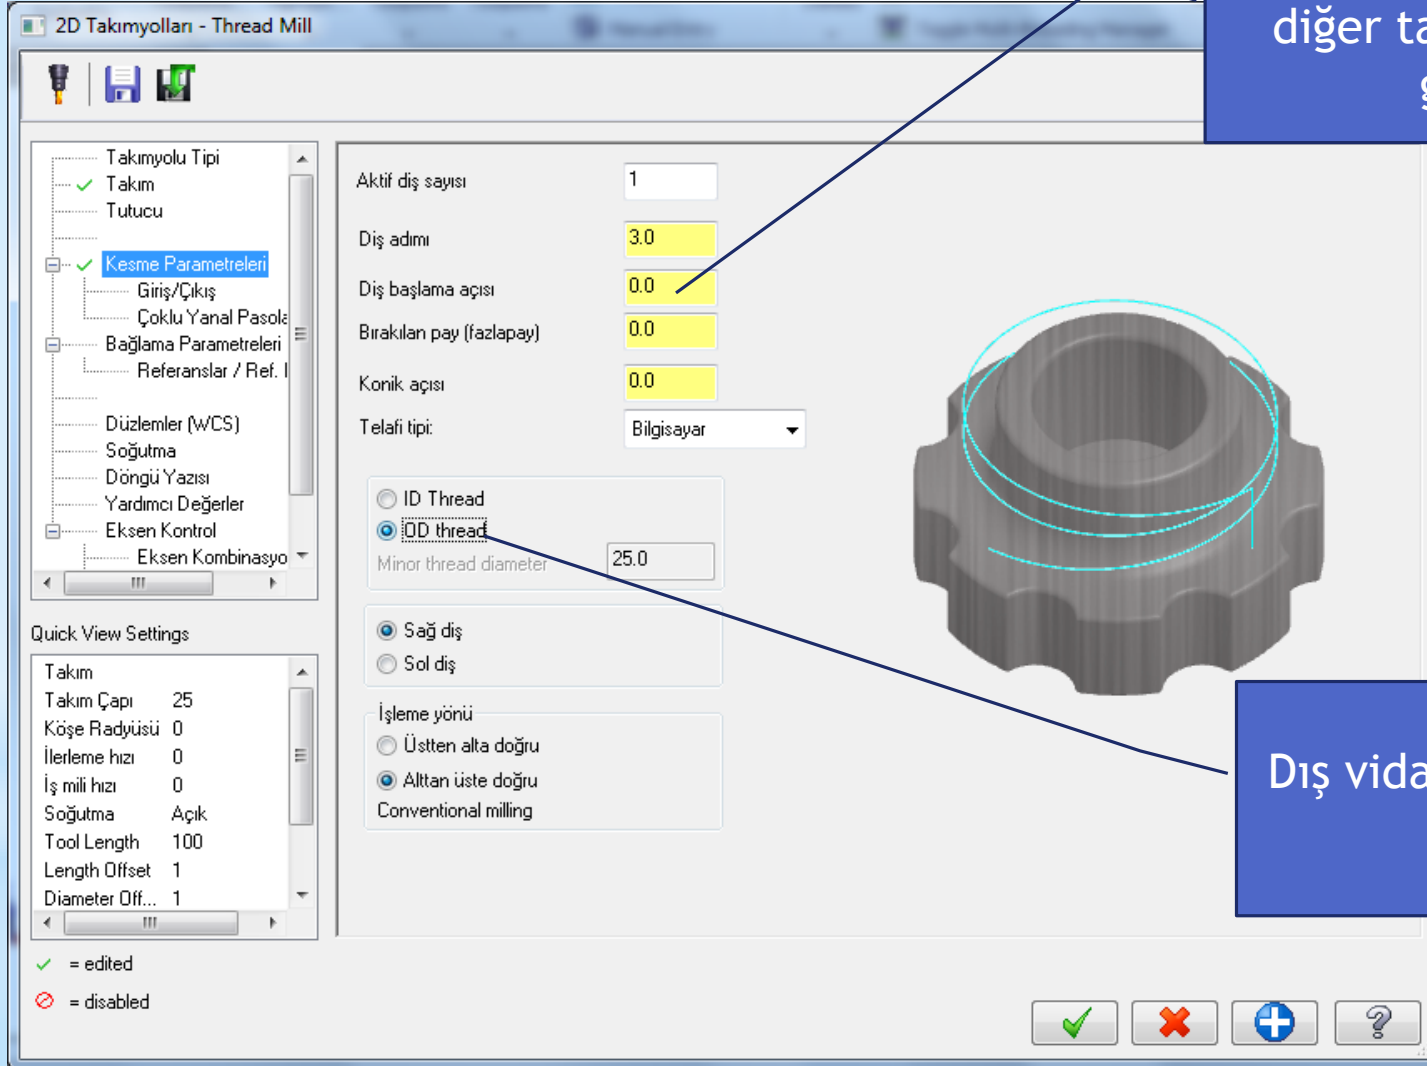 2D Takımyolları - Thread Mill
diğer ta
g
Takımyolu Tipi
Takım
Tutucu
Kesme Parametreleri
Giriş/Çıkış
Çoklu Yanal Pasola
Bağlama Parametreleri
Referanslar / Ref. l
Düzlemler (WCS)
Soğutma
Döngü Yazısı
Yardımcı Değerler
Eksen Kontrol
Eksen Kombinasyo
Quick View Settings
Takım
Takım Çapı 25
Köşe Radyüsü 0
İlerleme hızı 0
İş mili hızı 0
Soğutma Açık
Tool Length 100
Length Offset 1
Diameter Off... 1
= edited
= disabled
Aktif diş sayısı 1
Diş adımı 3.0
Diş başlama açısı 0.0
Bırakılan pay (fazlapay) 0.0
Konik açısı 0.0
Telafi tipi: Bilgisayar
ID Thread
OD thread
Minor thread diameter 25.0
Sağ diş
Sol diş
İşleme yönü
Üstten alta doğru
Alttan üste doğru
Conventional milling
Dış vida